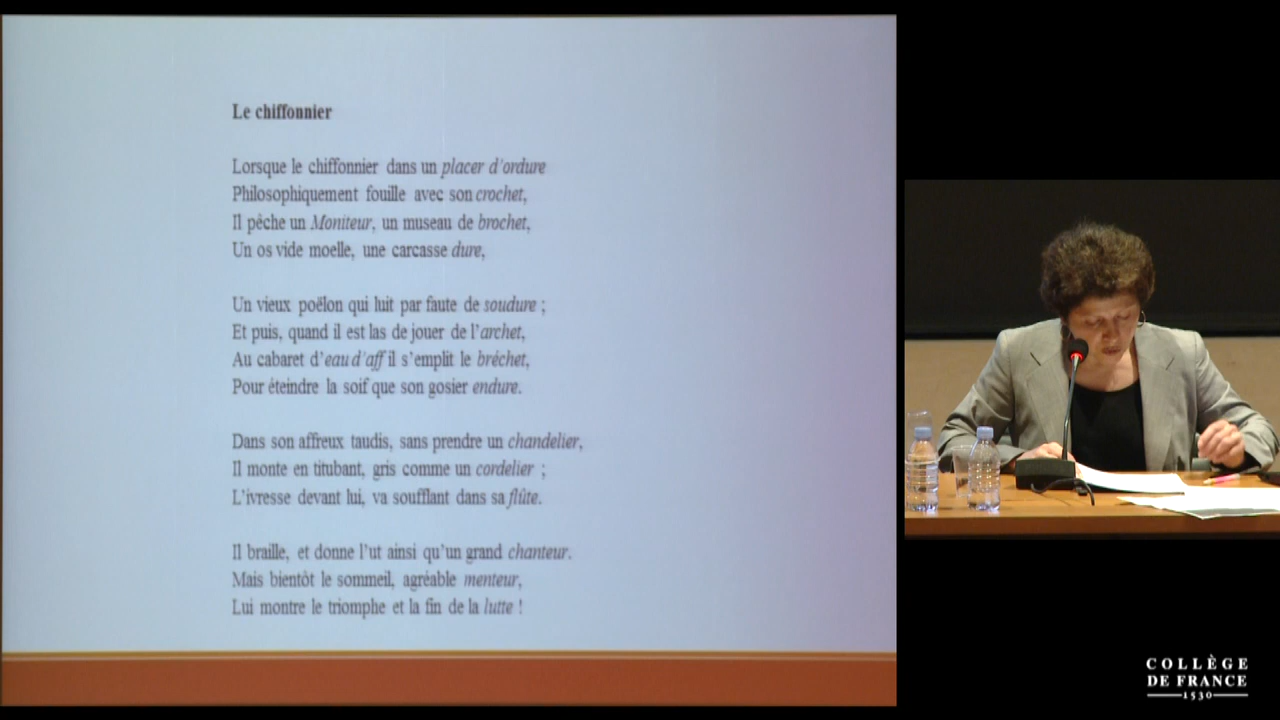 Le chiffonnier
Lorsque le chiffonnier dans un placer d'ordure
Philosophiquement fouille avec son crochet,
Il pêche un Moniteur, un museau de brochet,
Un os vide moelle, une carcasse dure,
Un vieux poëlon qui luit par faute de soudure ;
Et puis, quand il est las de jouer de l'archet,
Au cabaret d'eau d'aff il s'emplit le bréchet,
Pour éteindre la soif que son gosier endure.
Dans son affreux taudis, sans prendre un chandelier,
Il monte en titubant, gris comme un cordelier ;
L'ivresse devant lui, va soufflant dans sa flûte.
Il braille, et donne l'ut ainsi qu'un grand chanteur.
Mais bientôt le sommeil, agréable menteur,
Lui montre le triomphe et la fin de la lutte !
COLLÈGE
DE FRANCE
1530